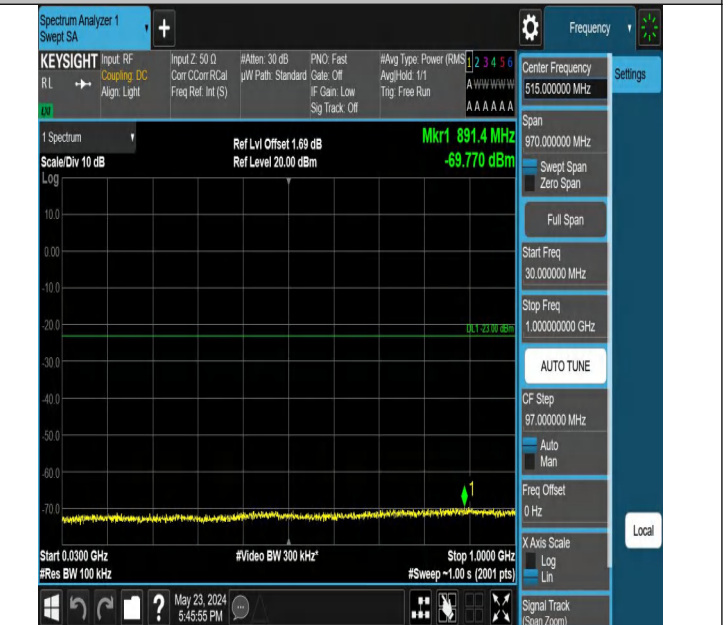 Spectrum Analyzer 1
Swept SA
Frequency
KEYSIGHT
RL
Input: RF
Coupling: DC
Align: Light
Input Z: 50 Ω
Corr CCorr RCal
Freq Ref: Int (S)
#Atten: 30 dB
µW Path: Standard
PNO: Fast
Gate: Off
IF Gain: Low
Sig Track: Off
#Avg Type: Power (RMS
Avg|Hold: 1/1
Trig: Free Run
1 2 3 4 5 6
A W W W W W
A A A A A A
LXI
1 Spectrum
Scale/Div 10 dB
Log
Ref Lvl Offset 1.69 dB
Ref Level 20.00 dBm
Mkr1 891.4 MHz
-69.770 dBm
10.0
0.00
-10.0
-20.0
DL1 -23.00 dBm
-30.0
-40.0
-50.0
-60.0
-70.0
1
Start 0.0300 GHz
#Res BW 100 kHz
#Video BW 300 kHz*
Stop 1.0000 GHz
#Sweep ~1.00 s (2001 pts)
?
May 23, 2024
5:45:55 PM
Center Frequency
515.000000 MHz
Span
970.000000 MHz
Swept Span
Zero Span
Full Span
Start Freq
30.000000 MHz
Stop Freq
1.000000000 GHz
AUTO TUNE
CF Step
97.000000 MHz
Auto
Man
Freq Offset
0 Hz
X Axis Scale
Log
Lin
Signal Track
(Span Zoom)
Settings
Local